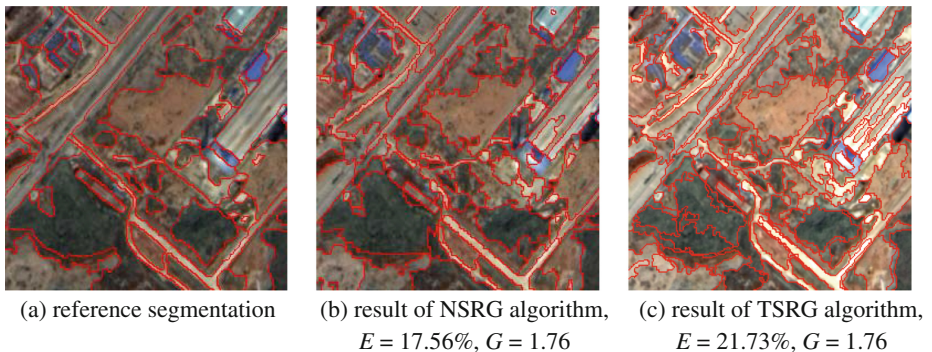 (a) reference segmentation
(b) result of NSRG algorithm,
E = 17.56%, G = 1.76
(c) result of TSRG algorithm,
E = 21.73%, G = 1.76